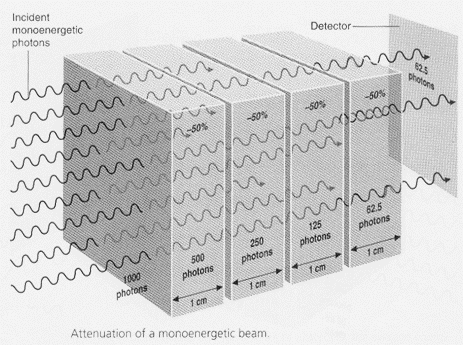 Incident
monoenergetic
photons
Detector
62.5
photons
–50%
–50%
–50%
–50%
1000
photons
500
photons
250
photons
125
photons
62.5
photons
1 cm
1 cm
1 cm
1 cm
Attenuation of a monoenergetic beam.